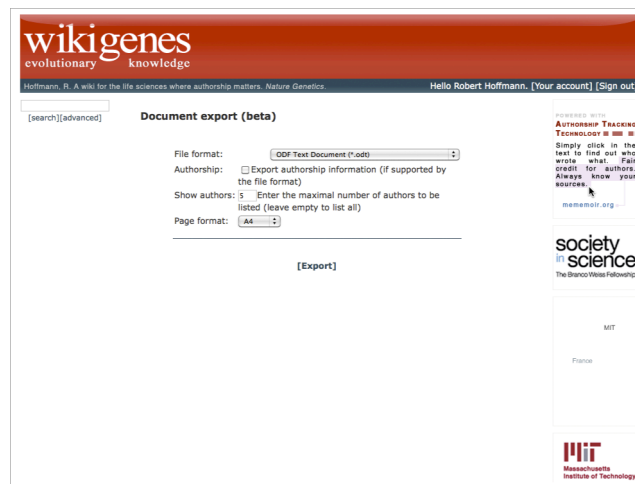 wikigenes
evolutionary knowledge
Hoffmann, R. A wiki for the life sciences where authorship matters. Nature Genetics.
Hello Robert Hoffmann. [Your account] [Sign out
[search][advanced]
Document export (beta)
File format: ODF Text Document (*.odt)
Authorship: Export authorship information (if supported by
the file format)
Show authors: 5 Enter the maximal number of authors to be
listed (leave empty to list all)
Page format: A4
[Export]
POWERED WITH
AUTHORSHIP TRACKING
TECHNOLOGY
Simply click in the
text to find out who
wrote what. Fair
credit for authors.
Always know your
sources.
mememoir.org
society
in science
The Branco Weiss Fellowship
MIT
France
MIT
Massachusetts
Institute of Technology